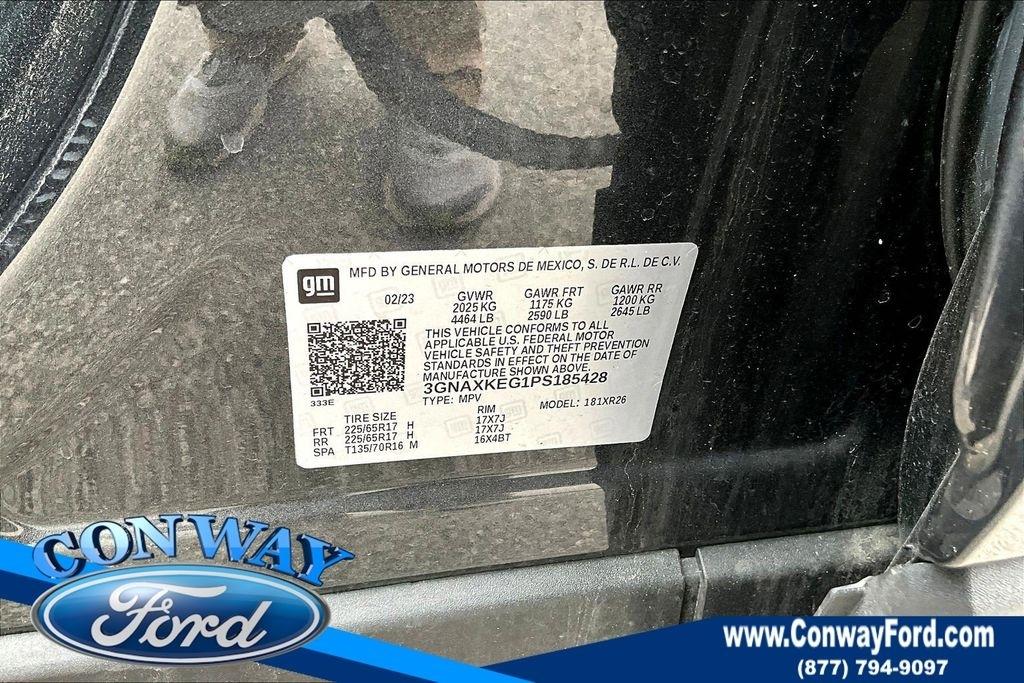 gm
MFD BY GENERAL MOTORS DE MEXICO, S. DE R.L. DE C.V.
02/23 GVWR GAWR FRT GAWR RR
2025 KG 1175 KG 1200 KG
4464 LB 2590 LB 2645 LB
THIS VEHICLE CONFORMS TO ALL
APPLICABLE U.S. FEDERAL MOTOR
VEHICLE SAFETY AND THEFT PREVENTION
STANDARDS IN EFFECT ON THE DATE OF
MANUFACTURE SHOWN ABOVE.
3GNAXKEG1PS185428
333E TYPE: MPV MODEL: 181XR26
TIRE SIZE RIM
FRT 225/65R17 H 17X7J
RR 225/65R17 H 17X7J
SPA T135/70R16 M 16X4BT
CONWAY
Ford
www.ConwayFord.com
(877) 794-9097